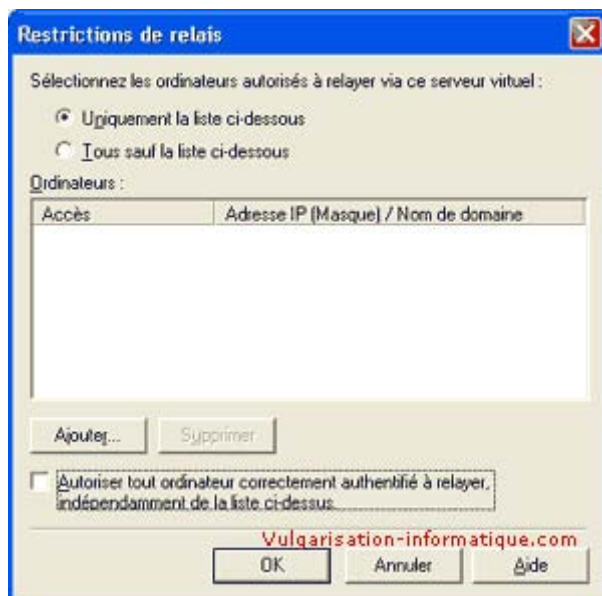 Restrictions de relais
Sélectionnez les ordinateurs autorisés à relayer via ce serveur virtuel :
Uniquement la liste ci-dessous
Tous sauf la liste ci-dessous
Ordinateurs :
Accès Adresse IP (Masque) / Nom de domaine
Ajouter... Supprimer
Autoriser tout ordinateur correctement authentifié à relayer,
indépendamment de la liste ci-dessus.
Vulgarisation-informatique.com
OK Annuler Aide